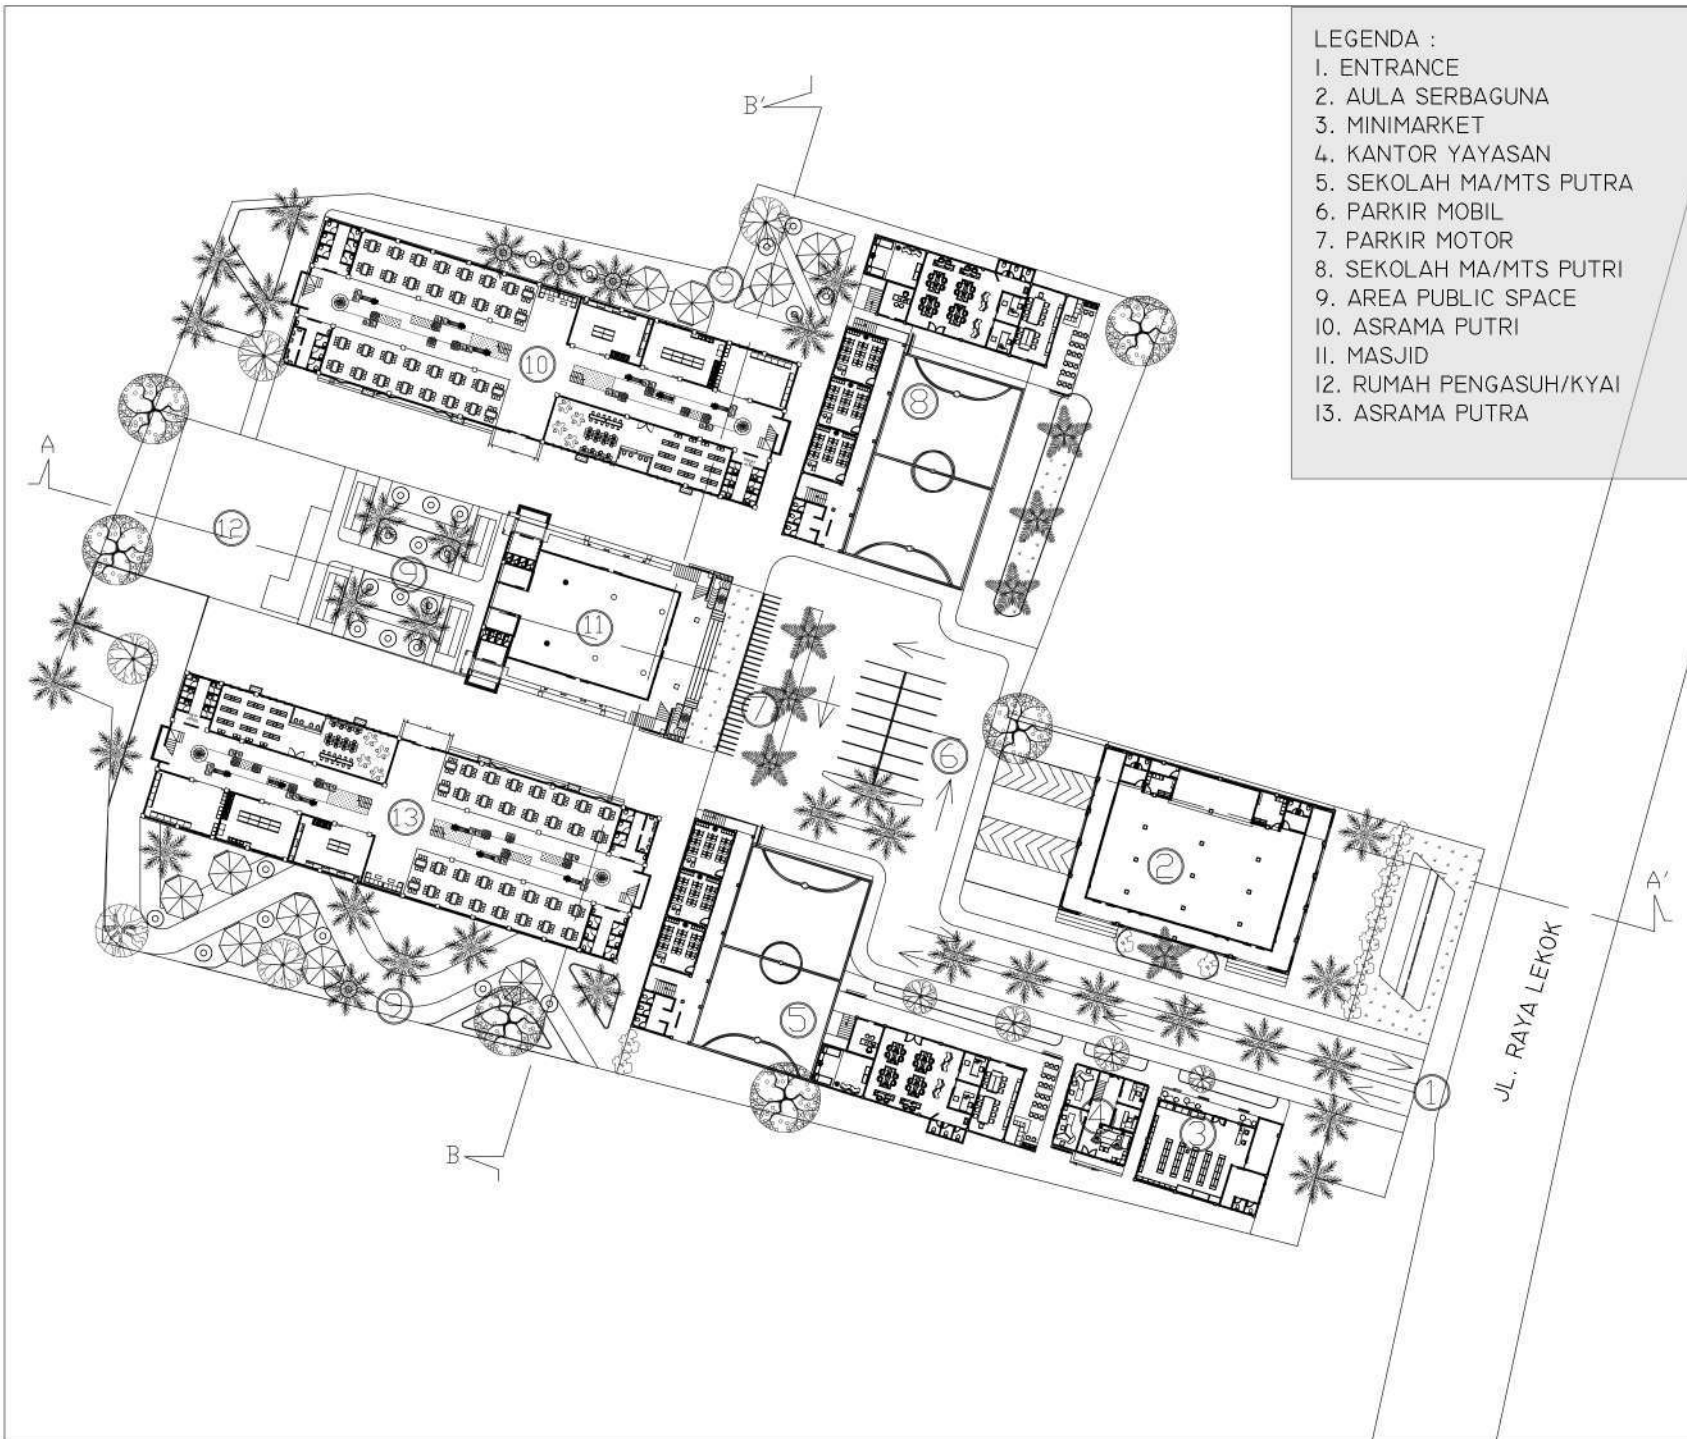 LEGENDA :
1. ENTRANCE
2. AULA SERBAGUNA
3. MINIMARKET
4. KANTOR YAYASAN
5. SEKOLAH MA/MTS PUTRA
6. PARKIR MOBIL
7. PARKIR MOTOR
8. SEKOLAH MA/MTS PUTRI
9. AREA PUBLIC SPACE
10. ASRAMA PUTRI
11. MASJID
12. RUMAH PENGASUH/KYAI
13. ASRAMA PUTRA
B'
9
10
8
A
12
9
11
7
6
13
2
A'
JL. RAYA LEKOK
9
5
1
4
3
B